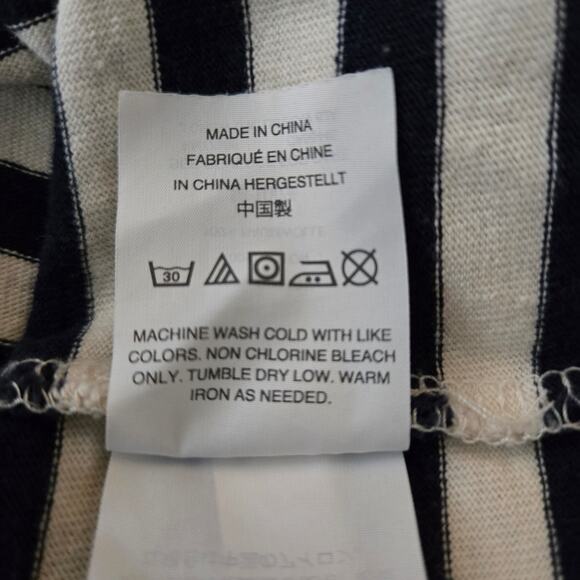 MADE IN CHINA
FABRIQUÉ EN CHINE
IN CHINA HERGESTELLT
中国製
30
MACHINE WASH COLD WITH LIKE
COLORS. NON CHLORINE BLEACH
ONLY. TUMBLE DRY LOW. WARM
IRON AS NEEDED.